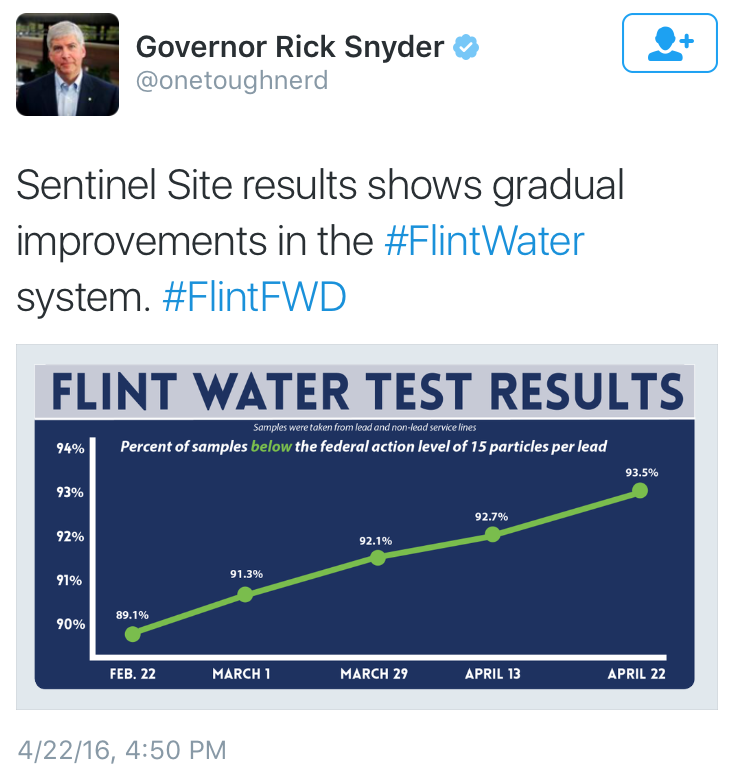 Governor Rick Snyder
@onetoughnerd
Sentinel Site results shows gradual
improvements in the #FlintWater
system. #FlintFWD
FLINT WATER TEST RESULTS
Samples were taken from lead and non-lead service lines
Percent of samples below the federal action level of 15 particles per lead
94%
93%
92%
91%
90%
89.1%
91.3%
92.1%
92.7%
93.5%
FEB. 22
MARCH 1
MARCH 29
APRIL 13
APRIL 22
4/22/16, 4:50 PM